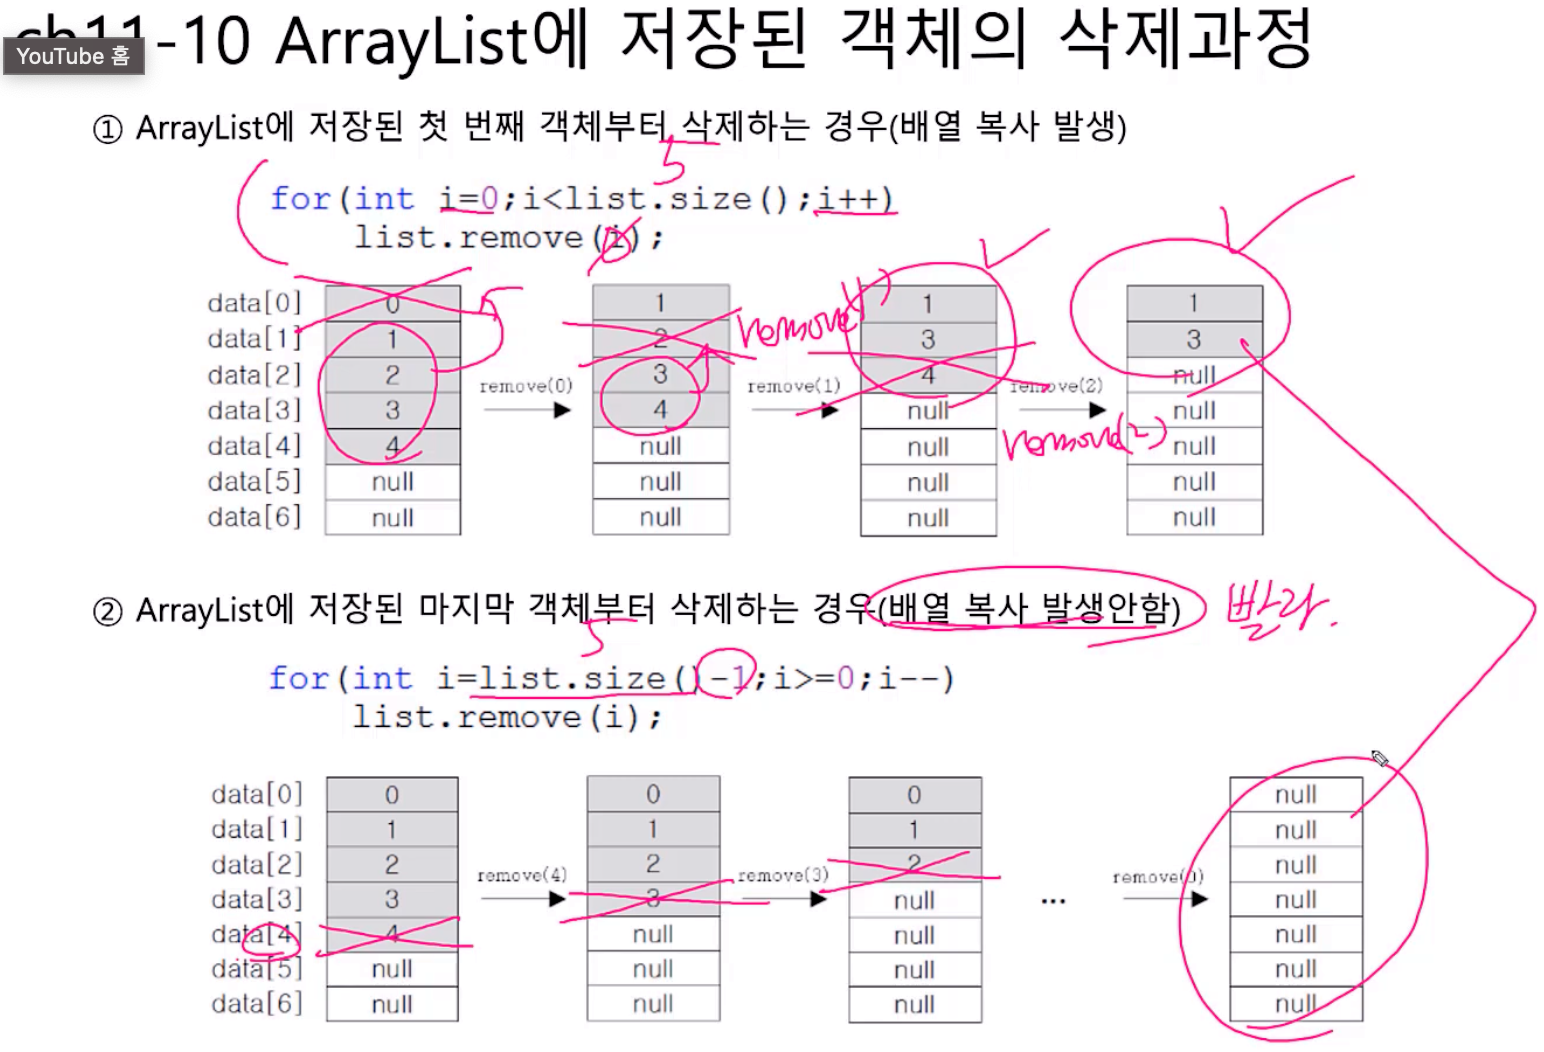 ch11-10 ArrayList에 저장된 객체의 삭제과정
YouTube 홈
① ArrayList에 저장된 첫 번째 객체부터 삭제하는 경우(배열 복사 발생)
5
for(int i=0;i<list.size();i++)
list.remove(i);
data[0] 0 1 1 1
data[1] 1 2 remove(1) 3 3
data[2] 2 3 4 null
remove(0) remove(1) remove(2)
data[3] 3 4 null null
data[4] 4 null null remove(2) null
data[5] null null null null
data[6] null null null null
② ArrayList에 저장된 마지막 객체부터 삭제하는 경우(배열 복사 발생안함) 빨라.
5
for(int i=list.size()-1;i>=0;i--)
list.remove(i);
data[0] 0 0 0 null
data[1] 1 1 1 null
data[2] 2 2 2 null
remove(4) remove(3) remove(0)
data[3] 3 3 null ... null
data[4] 4 null null null
data[5] null null null null
data[6] null null null null